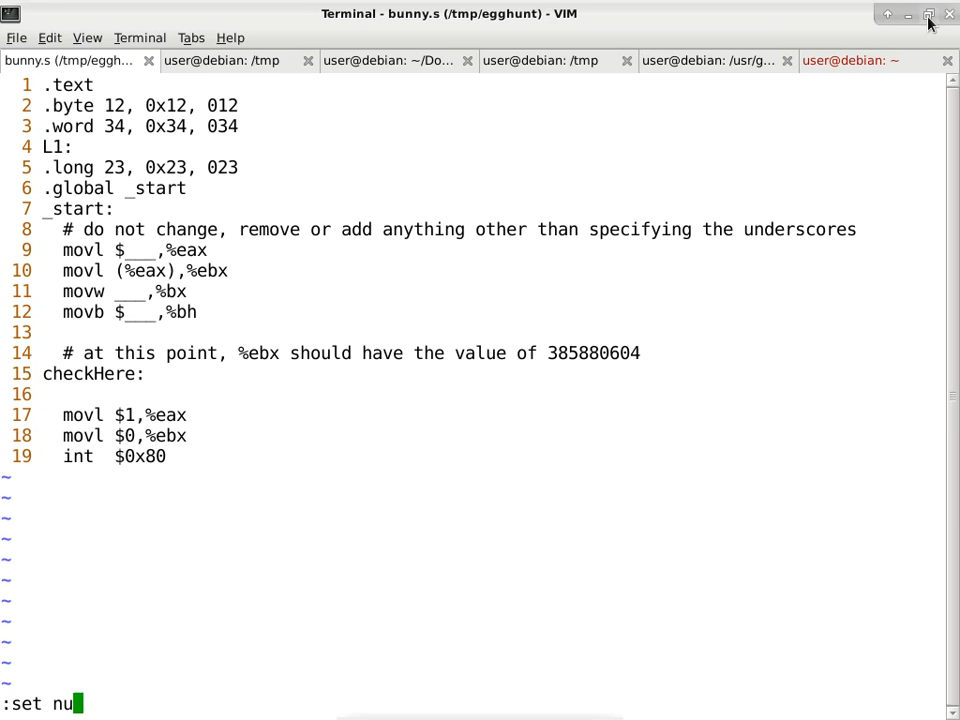 Terminal - bunny.s (/tmp/egghunt) - VIM
File Edit View Terminal Tabs Help
bunny.s (/tmp/eggh... user@debian: /tmp user@debian: ~/Do... user@debian: /tmp user@debian: /usr/g... user@debian: ~
1 .text
2 .byte 12, 0x12, 012
3 .word 34, 0x34, 034
4 L1:
5 .long 23, 0x23, 023
6 .global _start
7 _start:
8   # do not change, remove or add anything other than specifying the underscores
9   movl $___,%eax
10   movl (%eax),%ebx
11   movw ___,%bx
12   movb $___,%bh
13
14   # at this point, %ebx should have the value of 385880604
15 checkHere:
16
17   movl $1,%eax
18   movl $0,%ebx
19   int  $0x80
~
~
~
~
~
~
~
~
~
~
~
:set nu